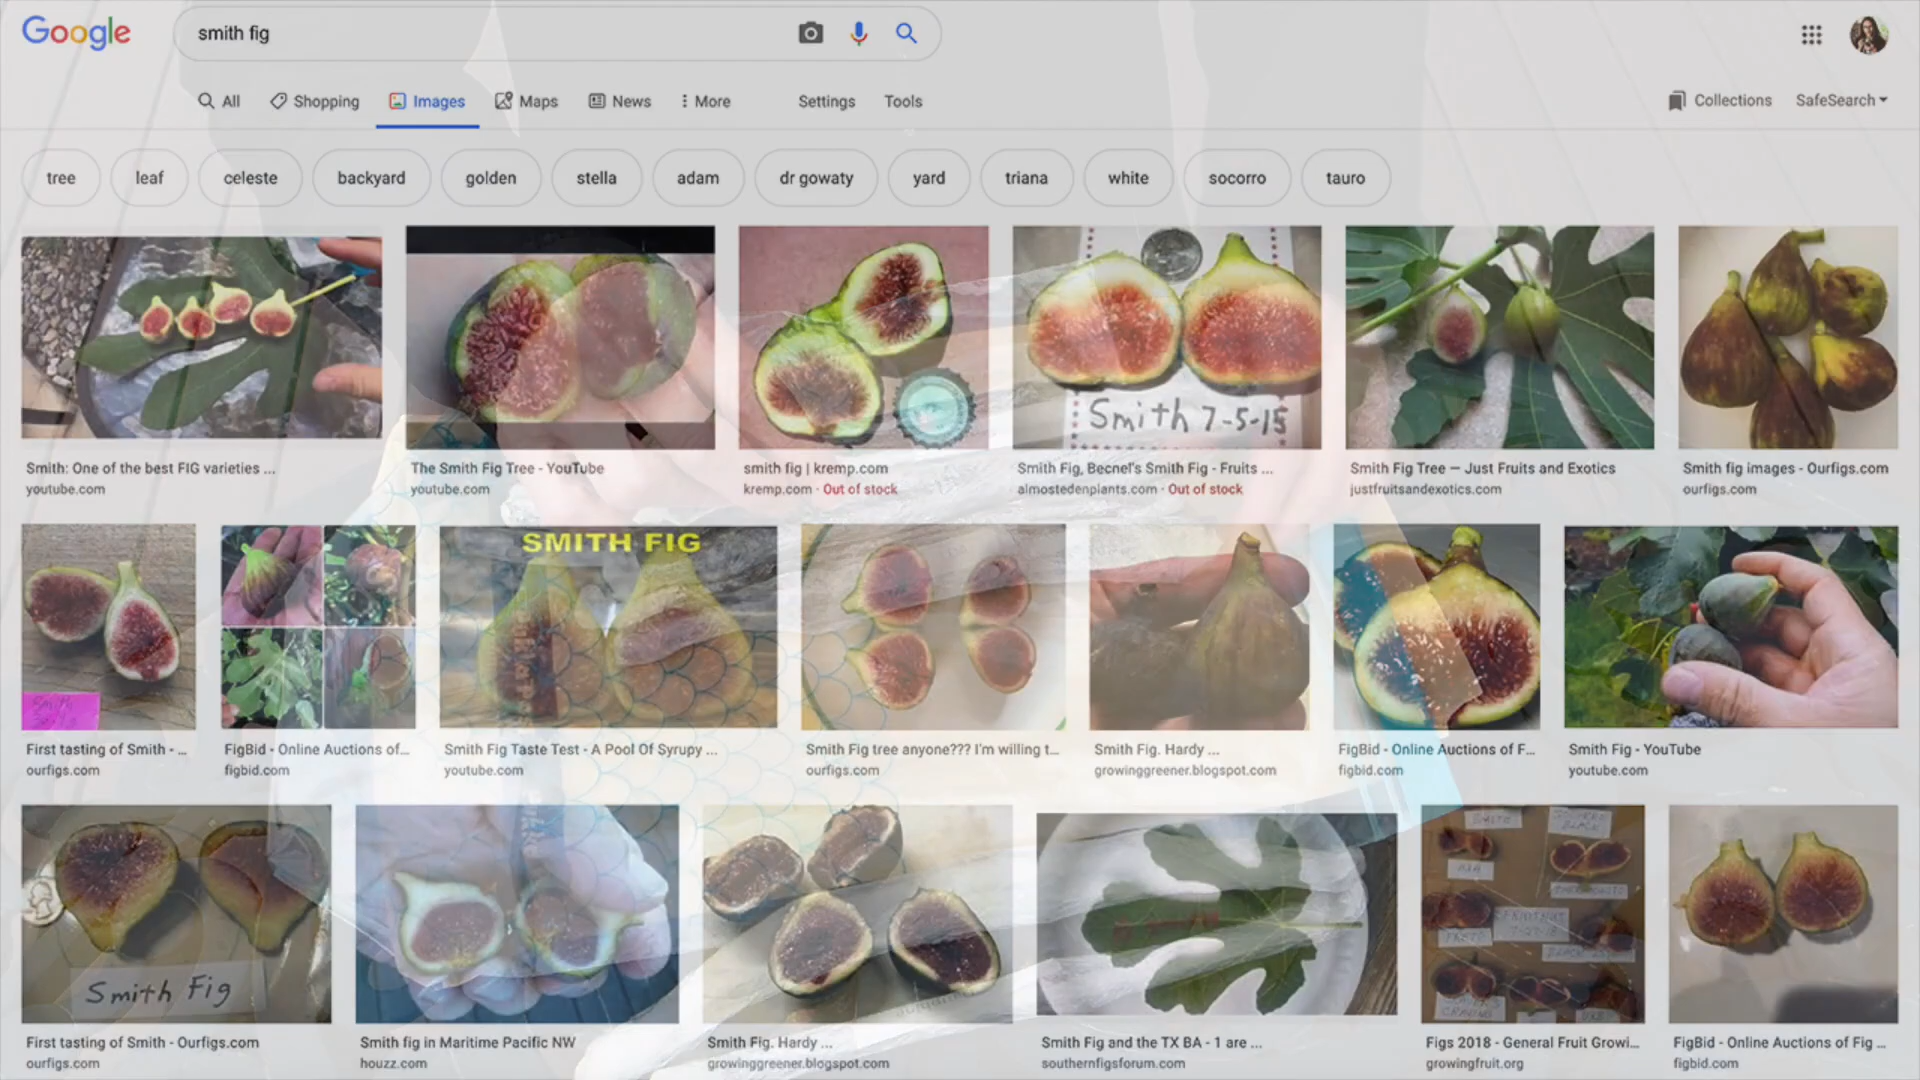 Google
smith fig
All
Shopping
Images
Maps
News
More
Settings
Tools
Collections
SafeSearch
tree
leaf
celeste
backyard
golden
stella
adam
dr gowaty
yard
triana
white
socorro
tauro
Smith 7-5-15
Smith: One of the best FIG varieties ...
youtube.com
The Smith Fig Tree - YouTube
youtube.com
smith fig | kremp.com
kremp.com · Out of stock
Smith Fig, Becnel's Smith Fig - Fruits ...
almostedenplants.com · Out of stock
Smith Fig Tree — Just Fruits and Exotics
justfruitsandexotics.com
Smith fig images - Ourfigs.com
ourfigs.com
SMITH FIG
First tasting of Smith - ...
ourfigs.com
FigBid - Online Auctions of...
figbid.com
Smith Fig Taste Test - A Pool Of Syrupy ...
youtube.com
Smith Fig tree anyone??? I'm willing t...
ourfigs.com
Smith Fig. Hardy ...
growinggreener.blogspot.com
FigBid - Online Auctions of F...
figbid.com
Smith Fig - YouTube
youtube.com
Smith Fig
First tasting of Smith - Ourfigs.com
ourfigs.com
Smith fig in Maritime Pacific NW
houzz.com
Smith Fig. Hardy ...
growinggreener.blogspot.com
Smith Fig and the TX BA - 1 are ...
southernfigsforum.com
Figs 2018 - General Fruit Growi...
growingfruit.org
FigBid - Online Auctions of Fig ...
figbid.com